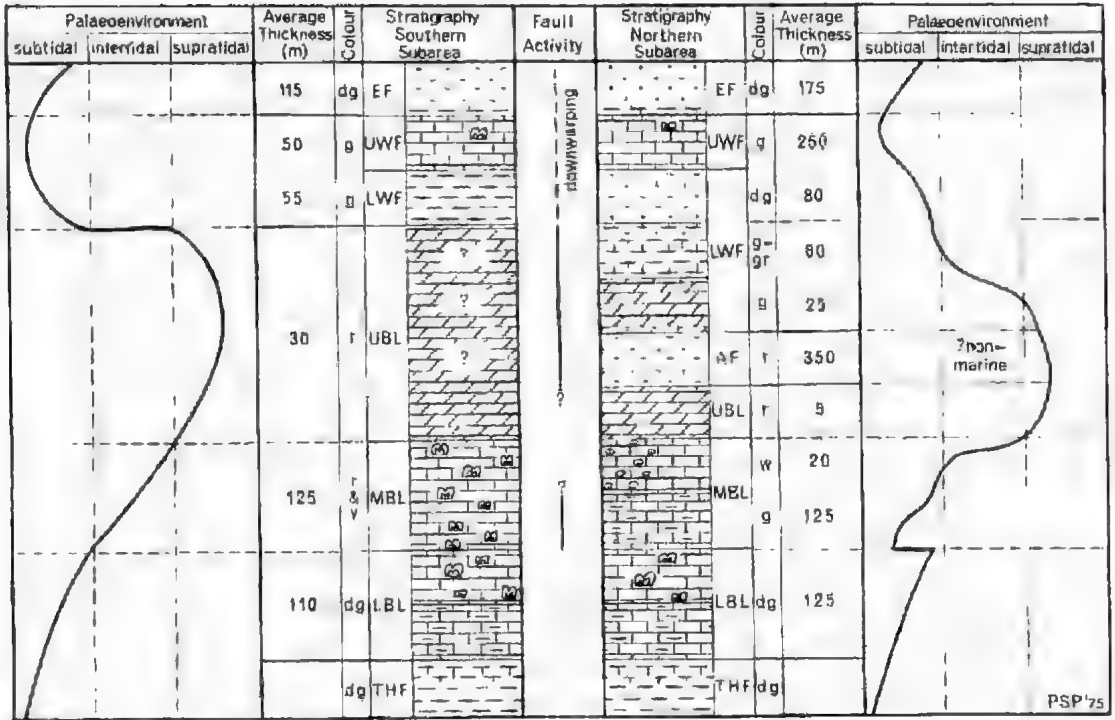 Palaeoenvironment
subtidal intertidal supratidal
Average Thickness (m)
Colour
Stratigraphy Southern Subarea
Fault Activity
Stratigraphy Northern Subarea
Colour
Average Thickness (m)
Palaeoenvironment
subtidal intertidal supratidal
115 dg EF
50 g UWF
55 g LWF
? ? ?
30 r UBL
125 r & y MBL
110 dg LBL
dg THF
downwarping
?
?
EF dg 175
UWF g 250
dg 80
LWF g-gr 80
g 25
AF r 350
UBL r 9
w 20
MBL
g 125
LBL dg 125
THF dg
?non-marine
PSP'75